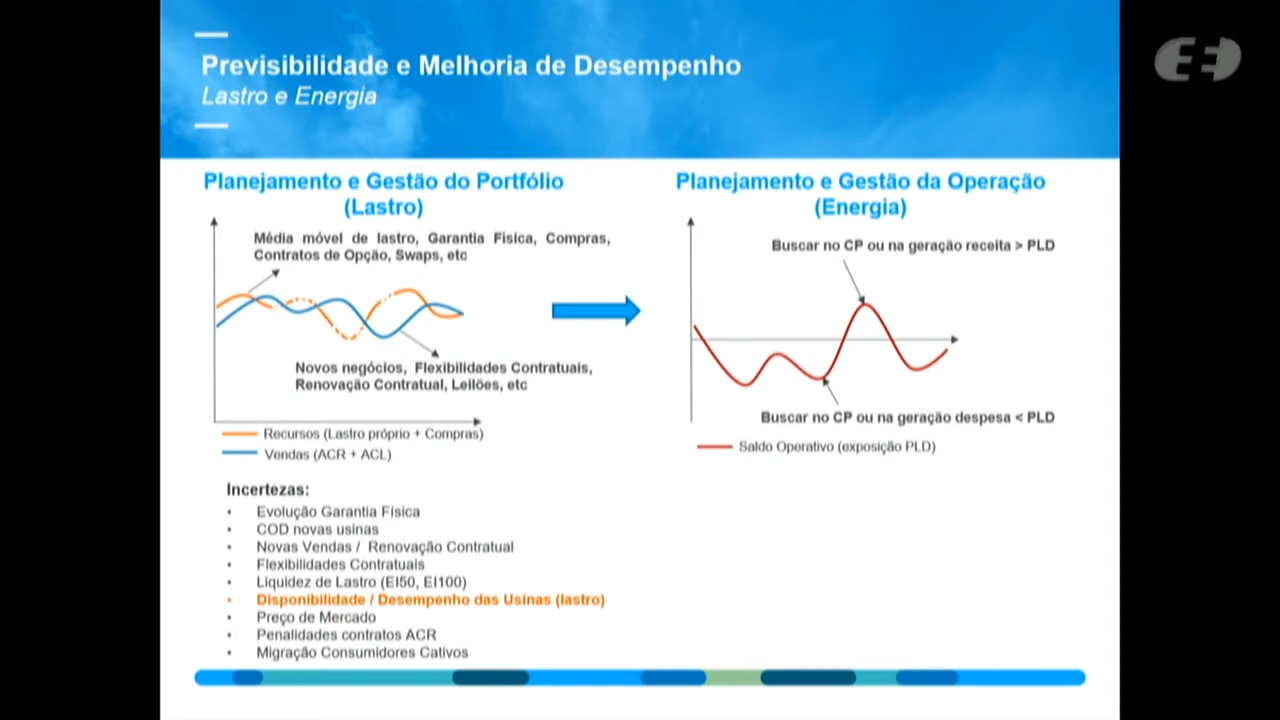 Previsibilidade e Melhoria de Desempenho
Lastro e Energia
Planejamento e Gestão do Portfólio
(Lastro)
Média móvel de lastro, Garantia Física, Compras,
Contratos de Opção, Swaps, etc
Novos negócios, Flexibilidades Contratuais,
Renovação Contratual, Leilões, etc
Recursos (Lastro próprio + Compras)
Vendas (ACR + ACL)
Planejamento e Gestão da Operação
(Energia)
Buscar no CP ou na geração receita > PLD
Buscar no CP ou na geração despesa < PLD
Saldo Operativo (exposição PLD)
Incertezas:
• Evolução Garantia Física
• COD novas usinas
• Novas Vendas / Renovação Contratual
• Flexibilidades Contratuais
• Liquidez de Lastro (EI50, EI100)
• Disponibilidade / Desempenho das Usinas (lastro)
• Preço de Mercado
• Penalidades contratos ACR
• Migração Consumidores Cativos